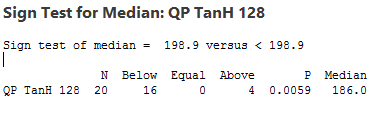 Sign Test for Median: QP TanH 128
Sign test of median =  198.9 versus < 198.9
N  Below  Equal  Above       P  Median
QP TanH 128  20     16      0      4  0.0059   186.0